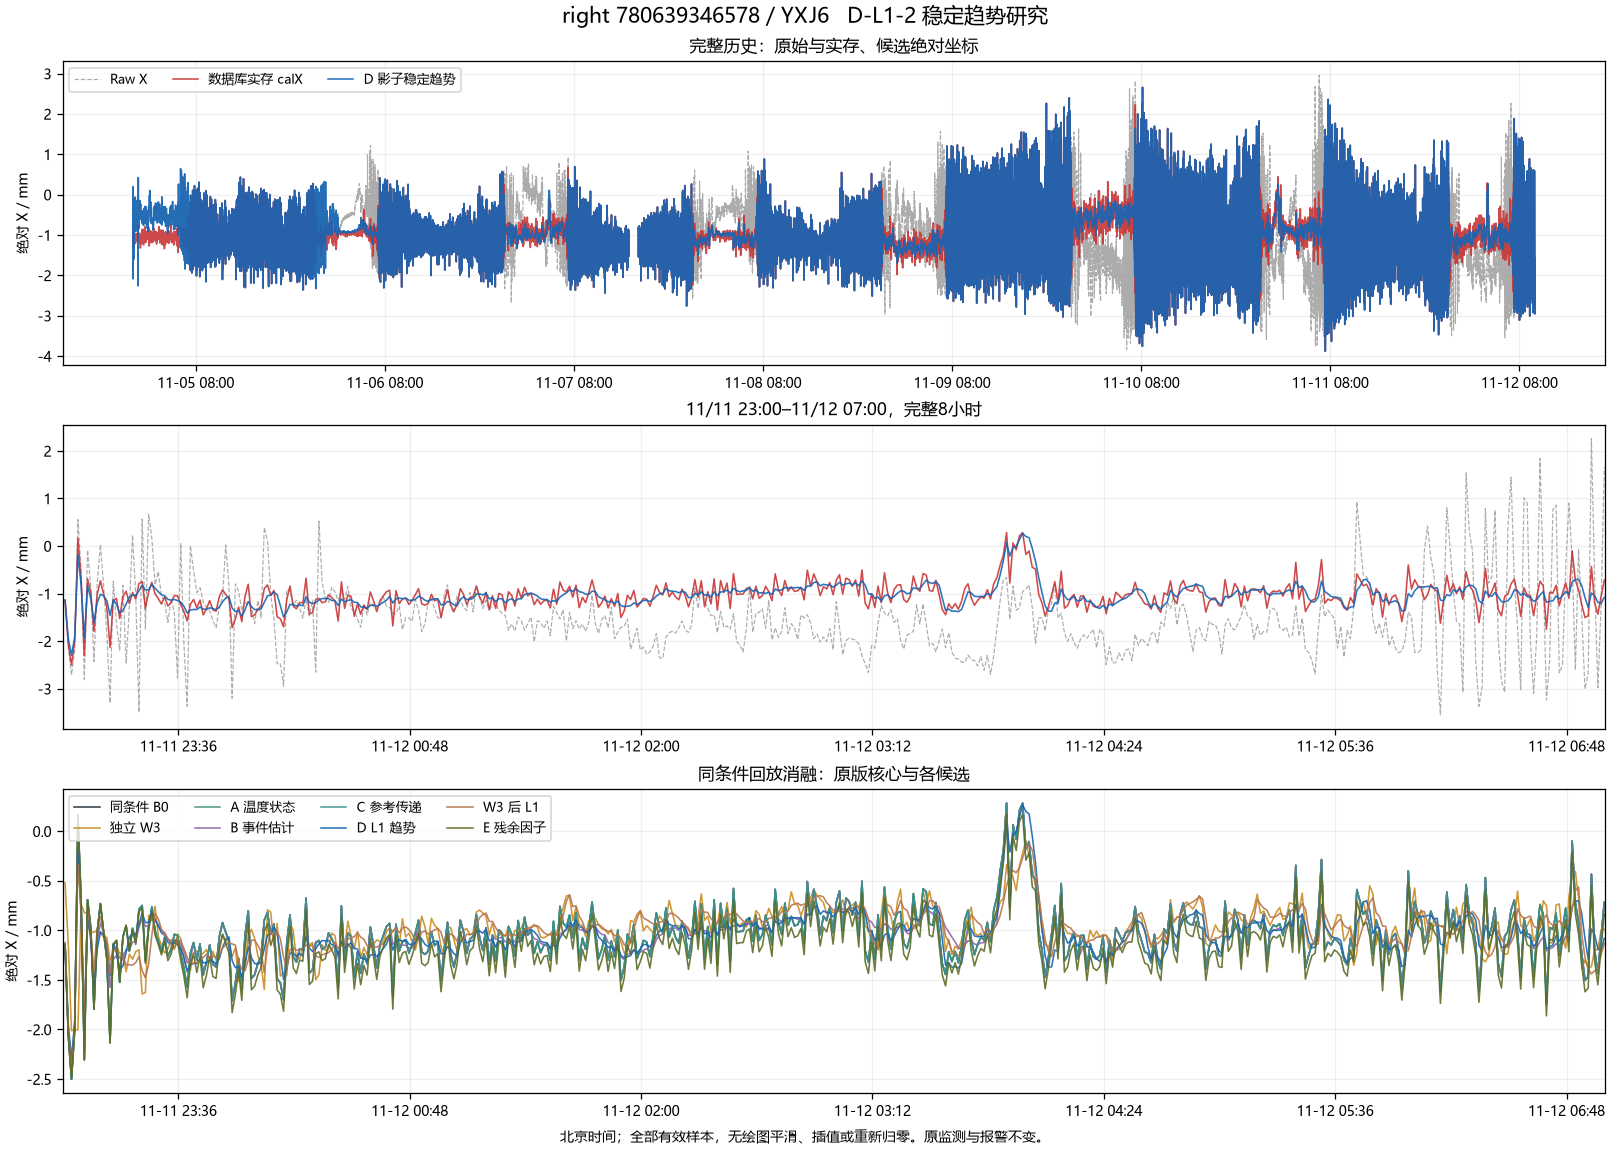 right 780639346578 / YXJ6   D-L1-2 稳定趋势研究
完整历史：原始与实存、候选绝对坐标
Raw X
数据库实存 calX
D 影子稳定趋势
绝对 X / mm
3
2
1
0
-1
-2
-3
-4
11-05 08:00
11-06 08:00
11-07 08:00
11-08 08:00
11-09 08:00
11-10 08:00
11-11 08:00
11-12 08:00
11/11 23:00–11/12 07:00，完整8小时
绝对 X / mm
2
1
0
-1
-2
-3
11-11 23:36
11-12 00:48
11-12 02:00
11-12 03:12
11-12 04:24
11-12 05:36
11-12 06:48
同条件回放消融：原版核心与各候选
同条件 B0
独立 W3
A 温度状态
B 事件估计
C 参考传递
D L1 趋势
W3 后 L1
E 残余因子
绝对 X / mm
0.0
-0.5
-1.0
-1.5
-2.0
-2.5
11-11 23:36
11-12 00:48
11-12 02:00
11-12 03:12
11-12 04:24
11-12 05:36
11-12 06:48
北京时间；全部有效样本，无绘图平滑、插值或重新归零。原监测与报警不变。